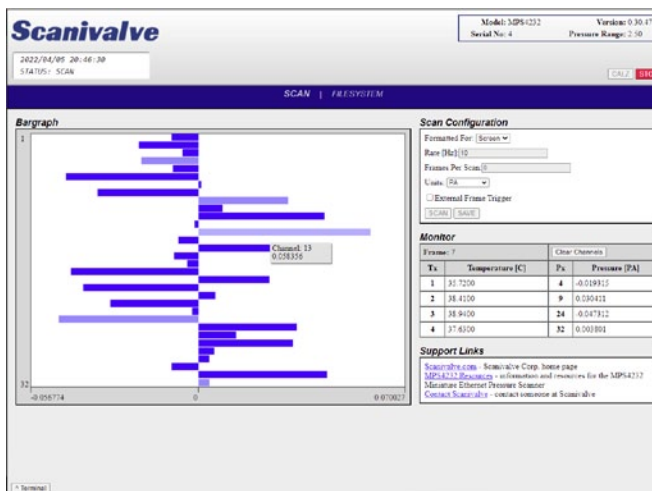 Scanivalve
Model: MPS4232 Version: 0.30.47
Serial No: 4 Pressure Range: 2.50
2022/04/05 20:46:30
STATUS: SCAN
CALZ STO
SCAN | FILESYSTEM
Bargraph
1
Channel: 13
0.058356
32
-0.056774 0 0.070027
Scan Configuration
Formatted For: Screen
Rate [Hz]: 10
Frames Per Scan: 0
Units: PA
External Frame Trigger
SCAN SAVE
Monitor
Frame: 7 Clear Channels
Tx Temperature [C] Px Pressure [PA]
1 35.7200 4 -0.019315
2 38.4100 9 0.030411
3 38.9400 24 -0.047312
4 37.6300 32 0.003801
Support Links
Scanivalve.com - Scanivalve Corp. home page
MPS4232 Resources - information and resources for the MPS4232
Miniature Ethernet Pressure Scanner
Contact Scanivalve - contact someone at Scanivalve
^ Terminal